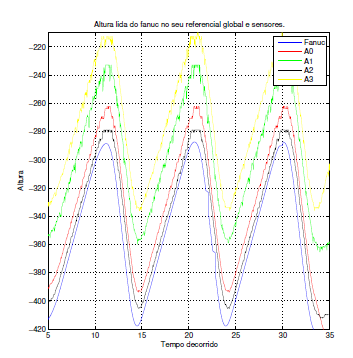 Altura lida do fanuc no seu referencial global e sensores.
Fanuc
A0
A1
A2
A3
Altura
−220
−240
−260
−280
−300
−320
−340
−360
−380
−400
−420
5
10
15
20
25
30
35
Tempo decorrido